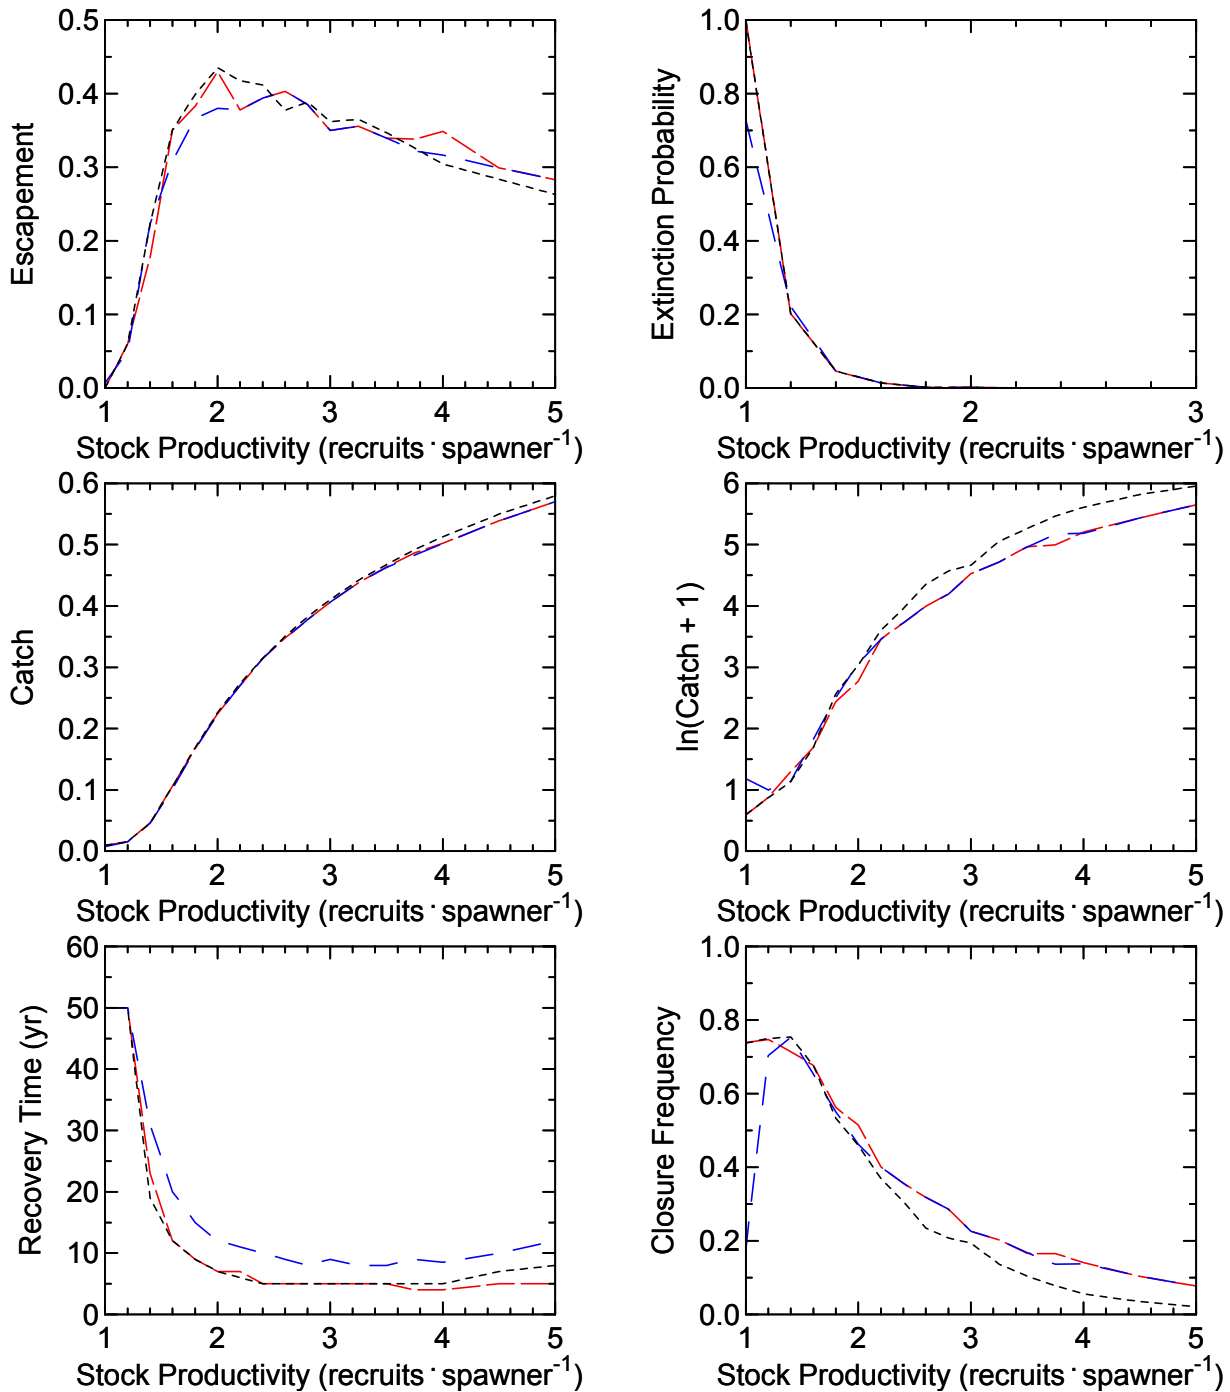 0.5
0.4
0.3
0.2
0.1
0.0
Escapement
1 2 3 4 5
Stock Productivity (recruits·spawner⁻¹)
1.0
0.8
0.6
0.4
0.2
0.0
Extinction Probability
1 2 3
Stock Productivity (recruits·spawner⁻¹)
0.6
0.5
0.4
0.3
0.2
0.1
0.0
Catch
1 2 3 4 5
Stock Productivity (recruits·spawner⁻¹)
6
5
4
3
2
1
0
ln(Catch + 1)
1 2 3 4 5
Stock Productivity (recruits·spawner⁻¹)
60
50
40
30
20
10
0
Recovery Time (yr)
1 2 3 4 5
Stock Productivity (recruits·spawner⁻¹)
1.0
0.8
0.6
0.4
0.2
0.0
Closure Frequency
1 2 3 4 5
Stock Productivity (recruits·spawner⁻¹)